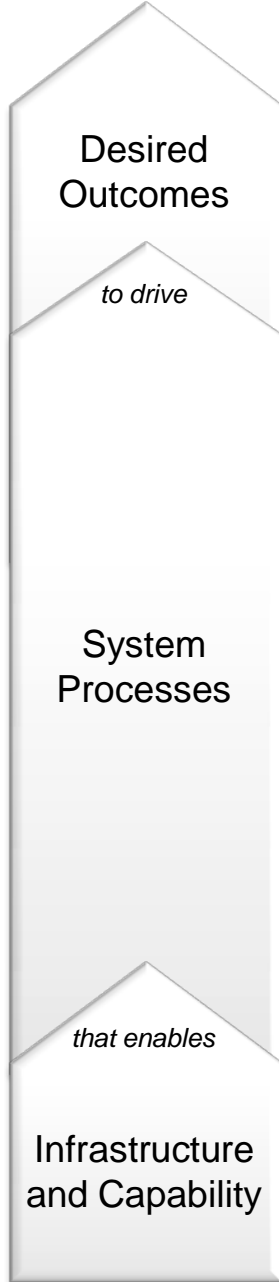 Desired
Outcomes
to drive
System
Processes
that enables
Infrastructure
and Capability